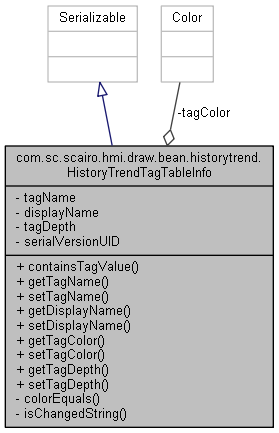 Serializable
Color
-tagColor
com.sc.scairo.hmi.draw.bean.historytrend.
HistoryTrendTagTableInfo
- tagName
- displayName
- tagDepth
- serialVersionUID
+ containsTagValue()
+ getTagName()
+ setTagName()
+ getDisplayName()
+ setDisplayName()
+ getTagColor()
+ setTagColor()
+ getTagDepth()
+ setTagDepth()
- colorEquals()
- isChangedString()